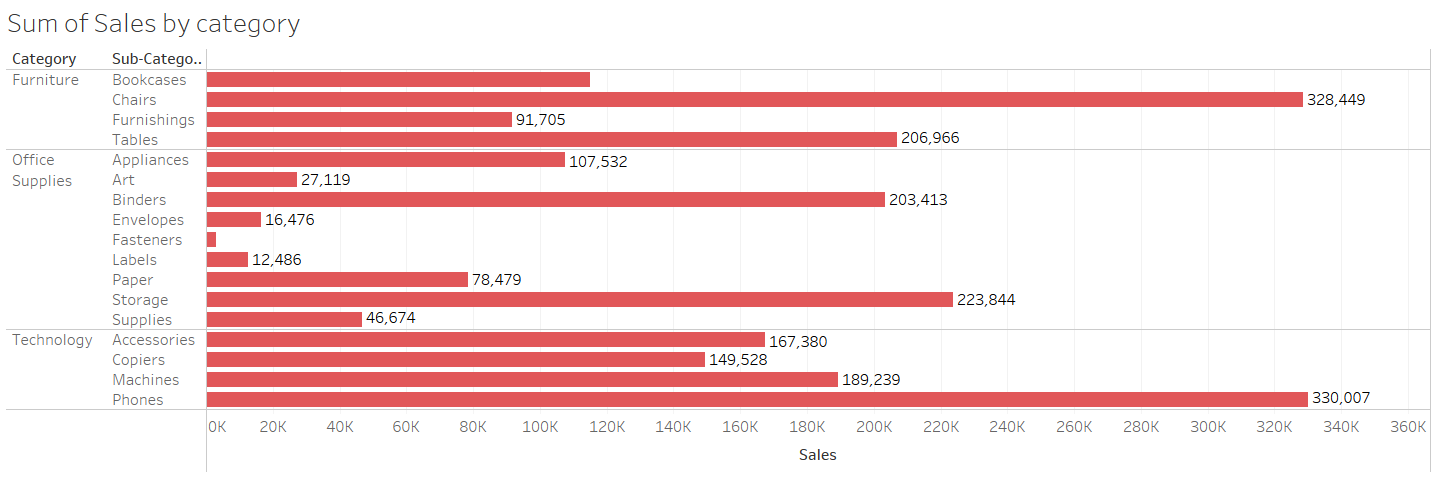 Sum of Sales by category
Category Sub-Catego..
Furniture Bookcases
Chairs 328,449
Furnishings 91,705
Tables 206,966
Office Supplies Appliances 107,532
Art 27,119
Binders 203,413
Envelopes 16,476
Fasteners
Labels 12,486
Paper 78,479
Storage 223,844
Supplies 46,674
Technology Accessories 167,380
Copiers 149,528
Machines 189,239
Phones 330,007
0K 20K 40K 60K 80K 100K 120K 140K 160K 180K 200K 220K 240K 260K 280K 300K 320K 340K 360K
Sales